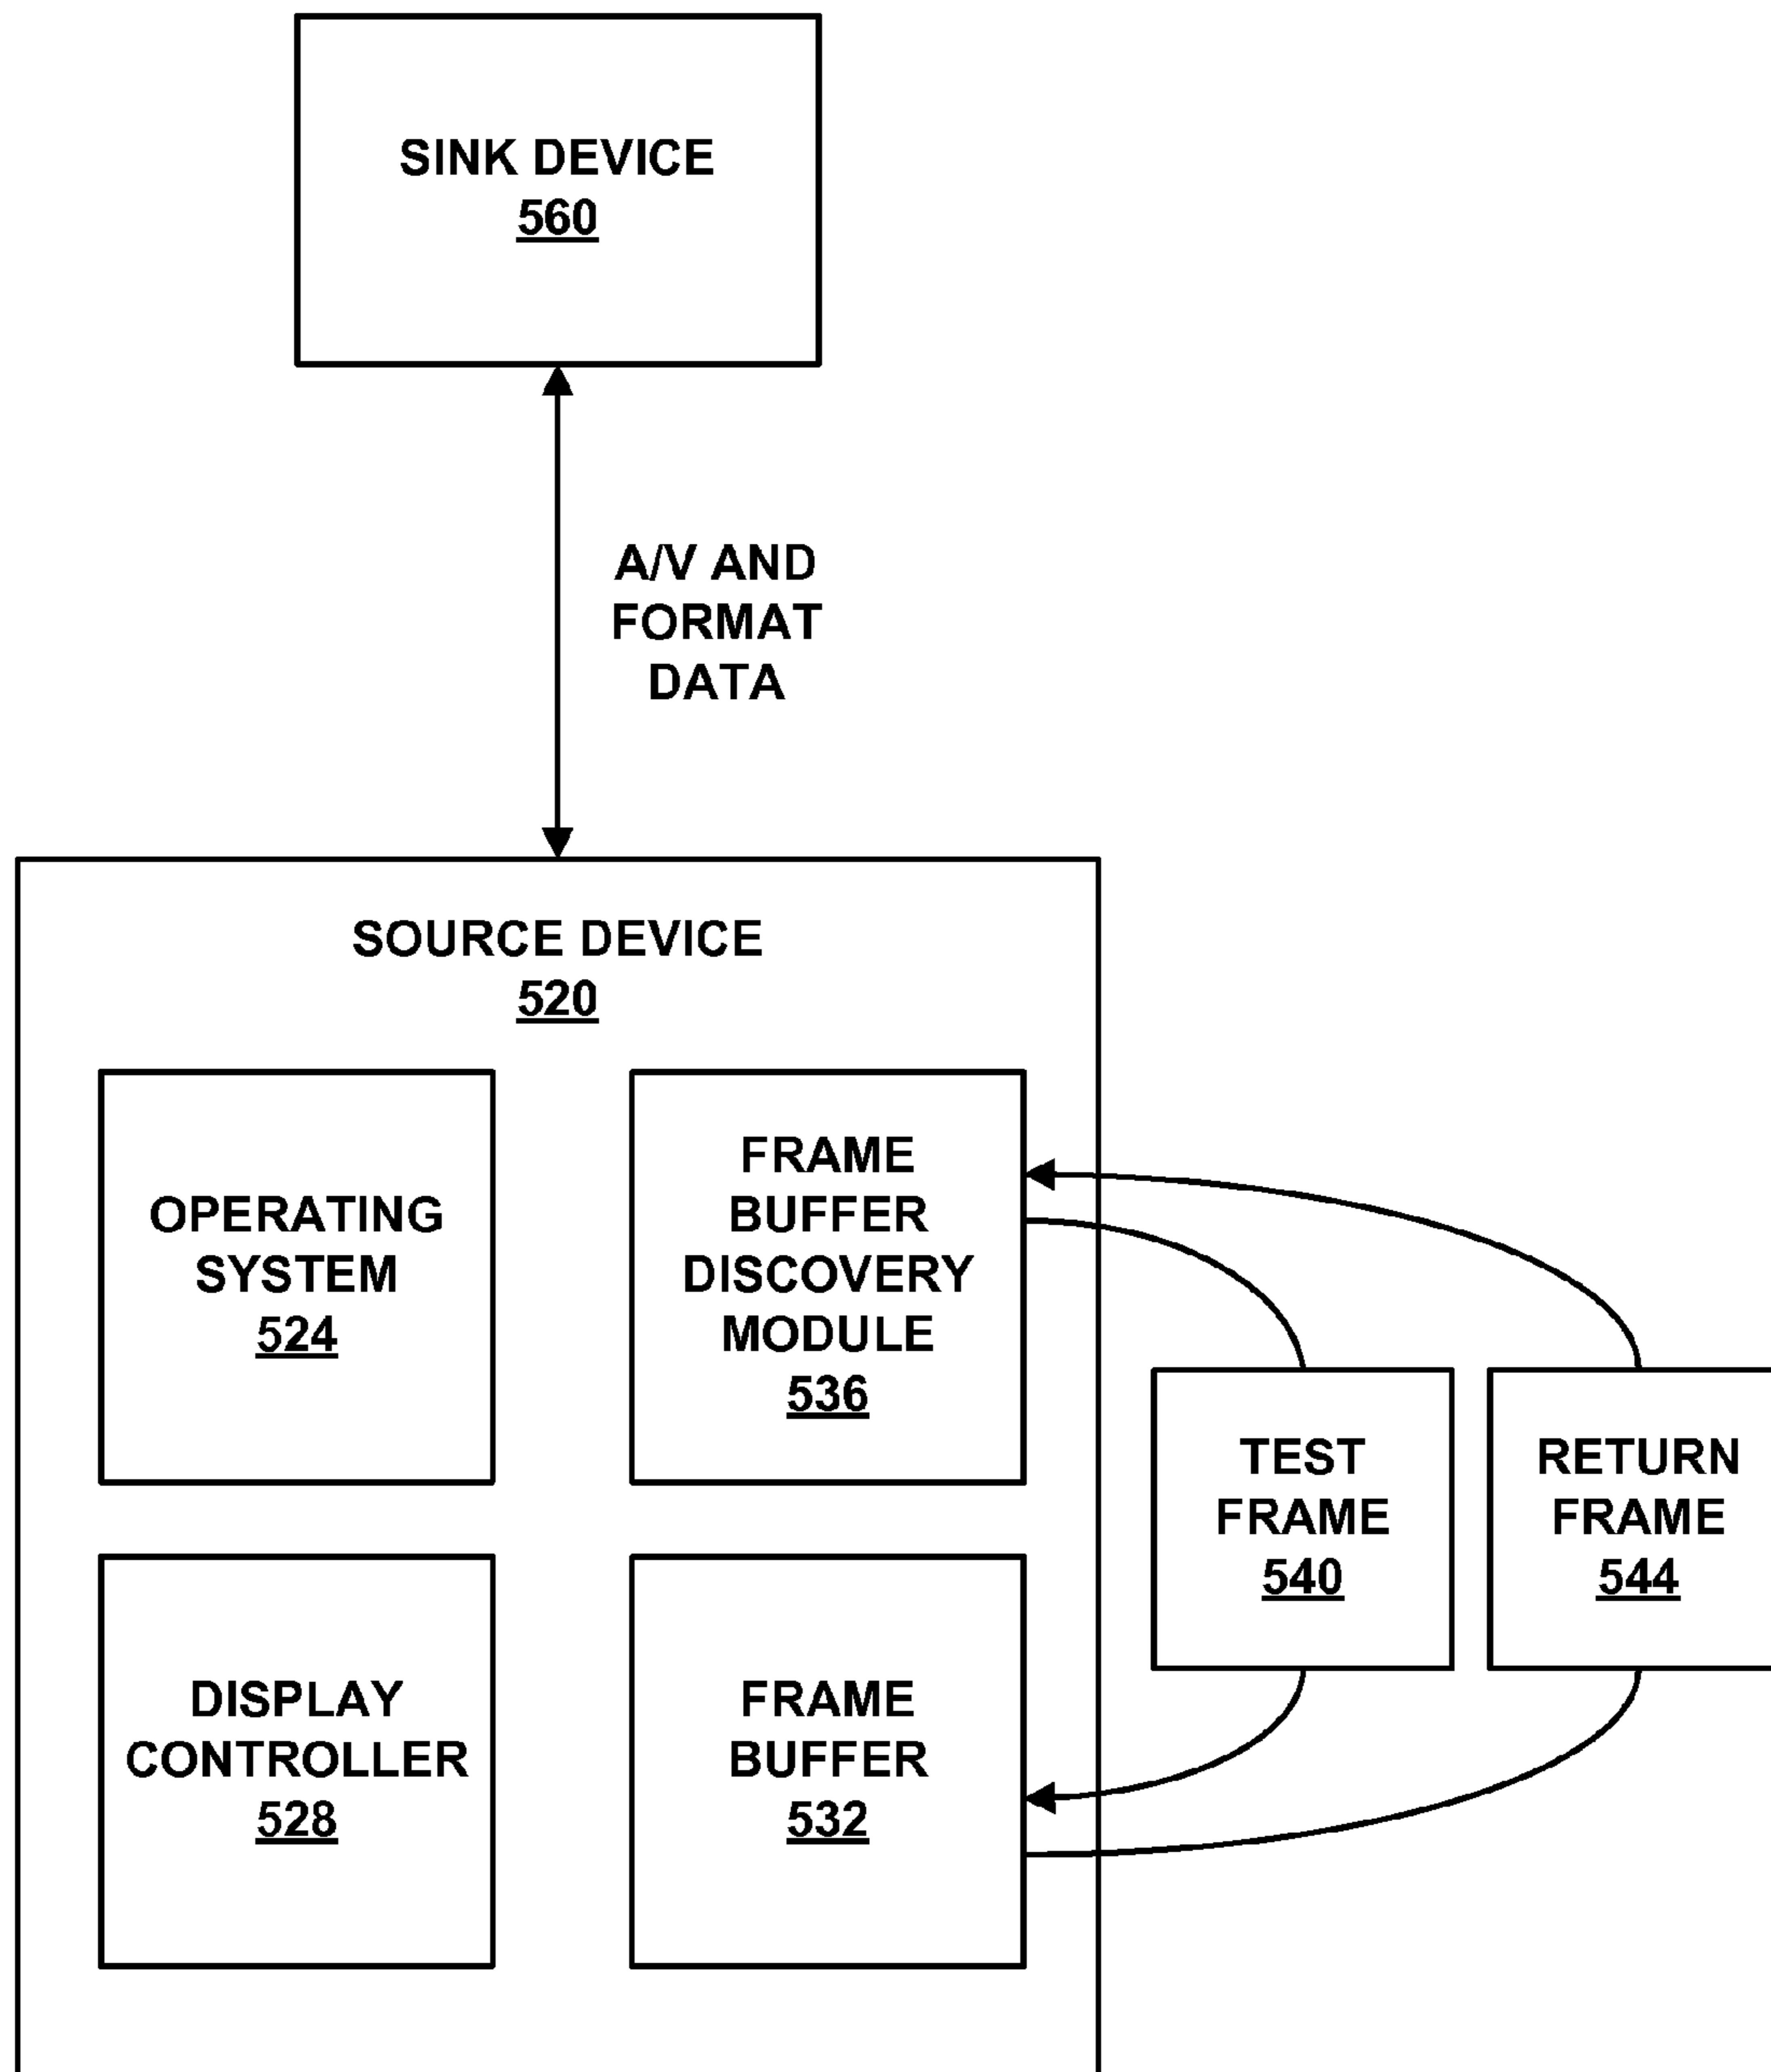 SINK DEVICE
560
A/V AND
FORMAT
DATA
SOURCE DEVICE
520
OPERATING
SYSTEM
524
FRAME
BUFFER
DISCOVERY
MODULE
536
TEST
FRAME
540
RETURN
FRAME
544
DISPLAY
CONTROLLER
528
FRAME
BUFFER
532